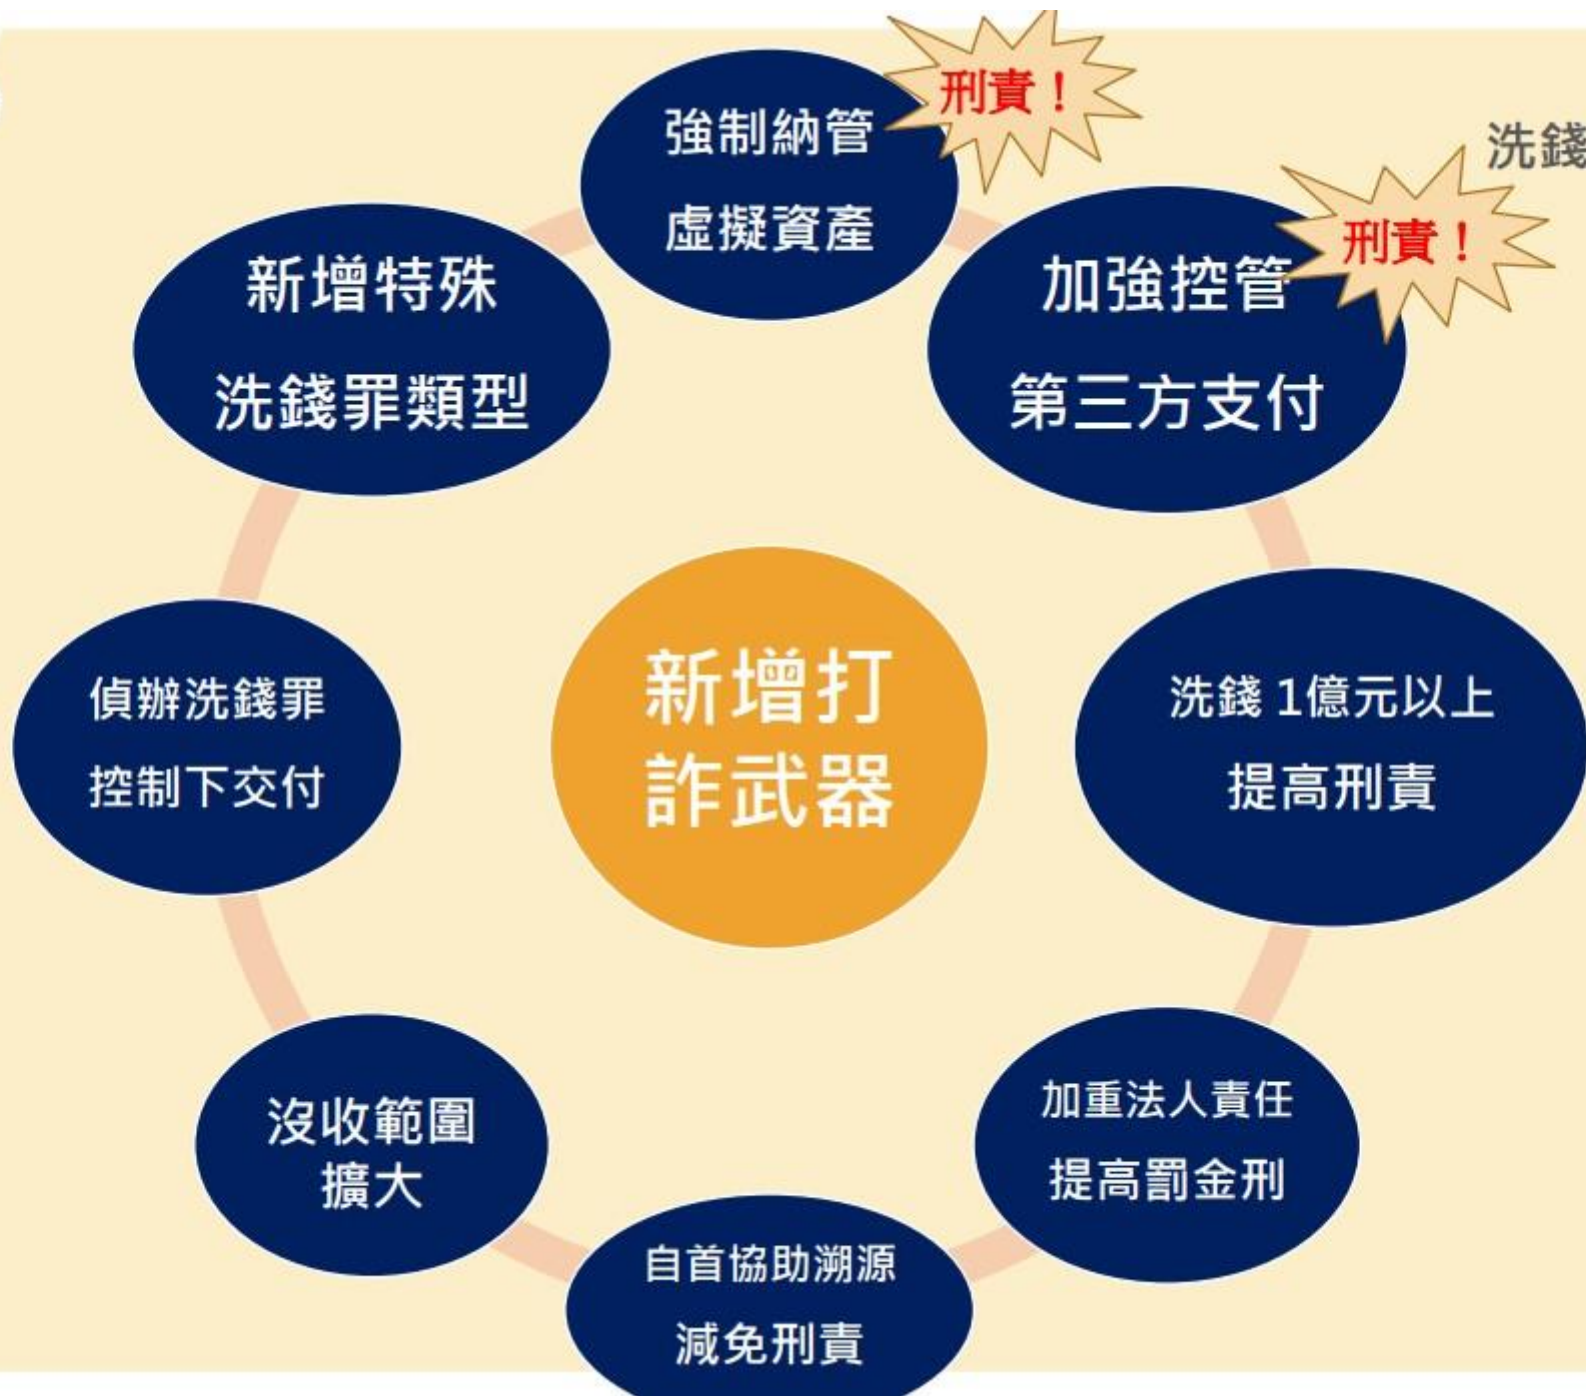 強制納管
虛擬資產
刑責！
洗錢
加強控管
第三方支付
刑責！
洗錢 1億元以上
提高刑責
加重法人責任
提高罰金刑
自首協助溯源
減免刑責
沒收範圍
擴大
偵辦洗錢罪
控制下交付
新增特殊
洗錢罪類型
新增打
詐武器